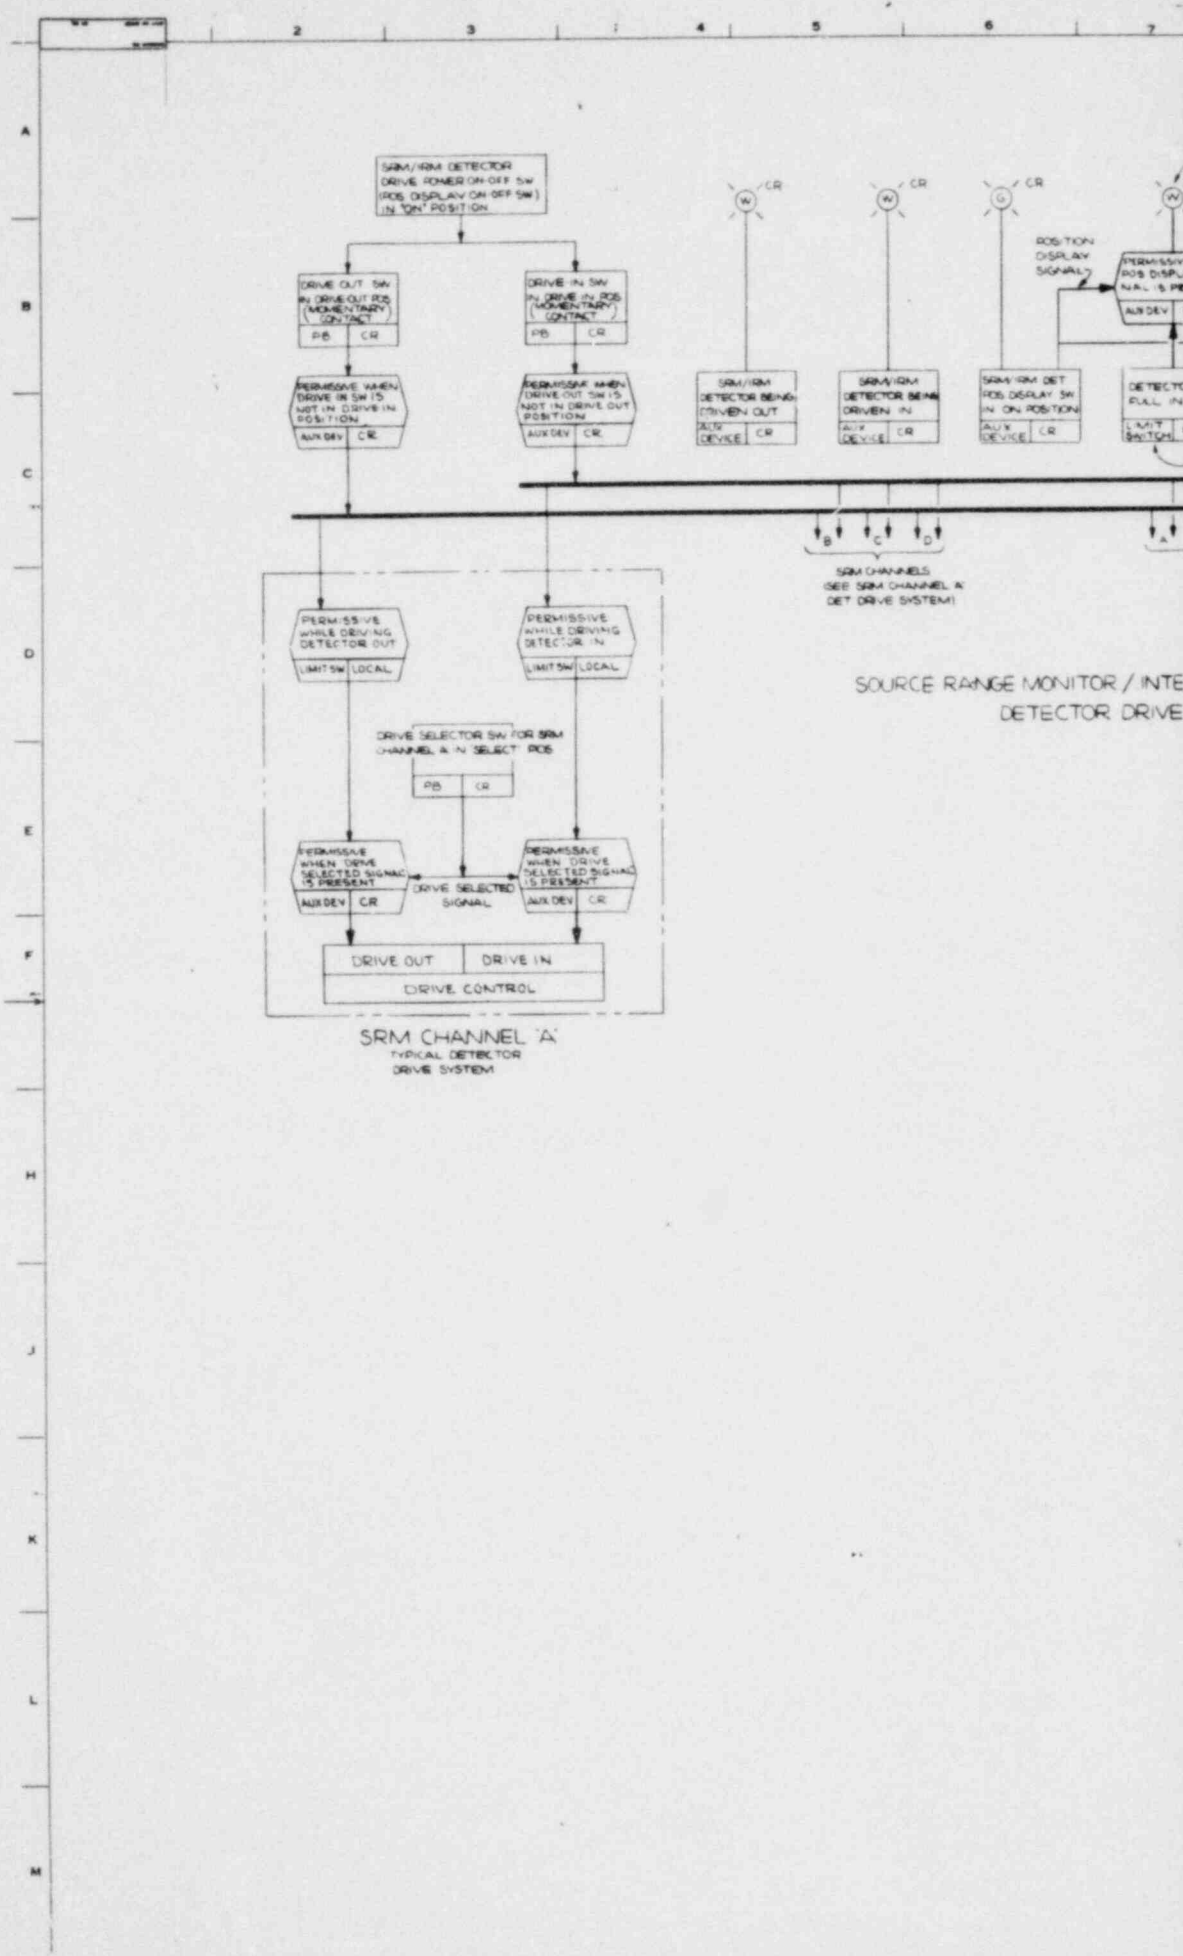 2 3 4 5 6 7
A
SRM/IRM DETECTOR
DRIVE POWER ON-OFF SW
(POS DISPLAY ON-OFF SW)
IN "ON" POSITION
CR
W
CR
W
CR
G
W
POSITION
DISPLAY
SIGNAL
PERMISSIVE
POS DISPL
NAL IS PR
AUX DEV
B
DRIVE OUT SW
IN DRIVE OUT POS
(MOMENTARY)
CONTACT
PB CR
DRIVE IN SW
IN DRIVE IN POS
(MOMENTARY)
CONTACT
PB CR
PERMISSIVE WHEN
DRIVE IN SW IS
NOT IN DRIVE IN
POSITION
AUX DEV CR
PERMISSIVE WHEN
DRIVE OUT SW IS
NOT IN DRIVE OUT
POSITION
AUX DEV CR
SRM/IRM
DETECTOR BEING
DRIVEN OUT
AUX
DEVICE CR
SRM/IRM
DETECTOR BEING
DRIVEN IN
AUX
DEVICE CR
SRM/IRM DET
POS DISPLAY SW
IN ON POSITION
AUX
DEVICE CR
DETECTO
FULL IN
LIMIT
SWITCH
C
B C D
A
SRM CHANNELS
(SEE SRM CHANNEL 'A'
DET DRIVE SYSTEM)
D
PERMISSIVE
WHILE DRIVING
DETECTOR OUT
LIMIT SW LOCAL
PERMISSIVE
WHILE DRIVING
DETECTOR IN
LIMIT SW LOCAL
SOURCE RANGE MONITOR / INTE
DETECTOR DRIVE
DRIVE SELECTOR SW FOR SRM
CHANNEL A IN 'SELECT' POS
PB CR
E
PERMISSIVE
WHEN 'DRIVE
SELECTED SIGNAL'
IS PRESENT
AUX DEV CR
DRIVE SELECTED
SIGNAL
PERMISSIVE
WHEN 'DRIVE
SELECTED SIGNAL'
IS PRESENT
AUX DEV CR
F
DRIVE OUT DRIVE IN
DRIVE CONTROL
SRM CHANNEL 'A'
TYPICAL DETECTOR
DRIVE SYSTEM
H
J
K
L
M